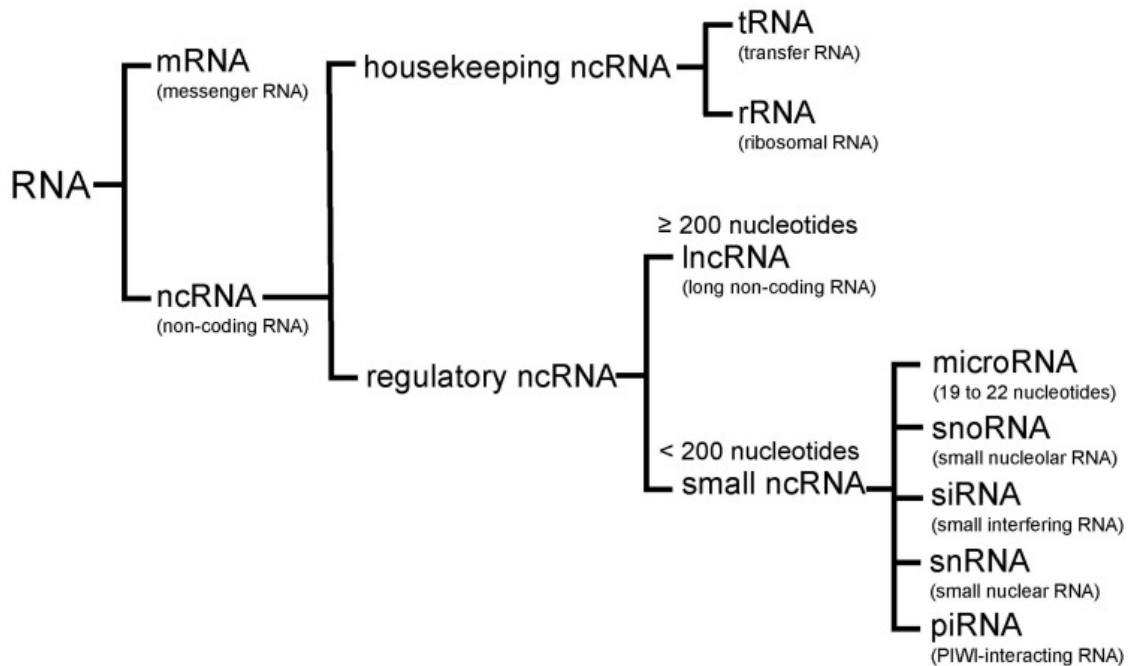 RNA
mRNA
(messenger RNA)
ncRNA
(non-coding RNA)
housekeeping ncRNA
tRNA
(transfer RNA)
rRNA
(ribosomal RNA)
regulatory ncRNA
≥ 200 nucleotides
lncRNA
(long non-coding RNA)
< 200 nucleotides
small ncRNA
microRNA
(19 to 22 nucleotides)
snoRNA
(small nucleolar RNA)
siRNA
(small interfering RNA)
snRNA
(small nuclear RNA)
piRNA
(PIWI-interacting RNA)